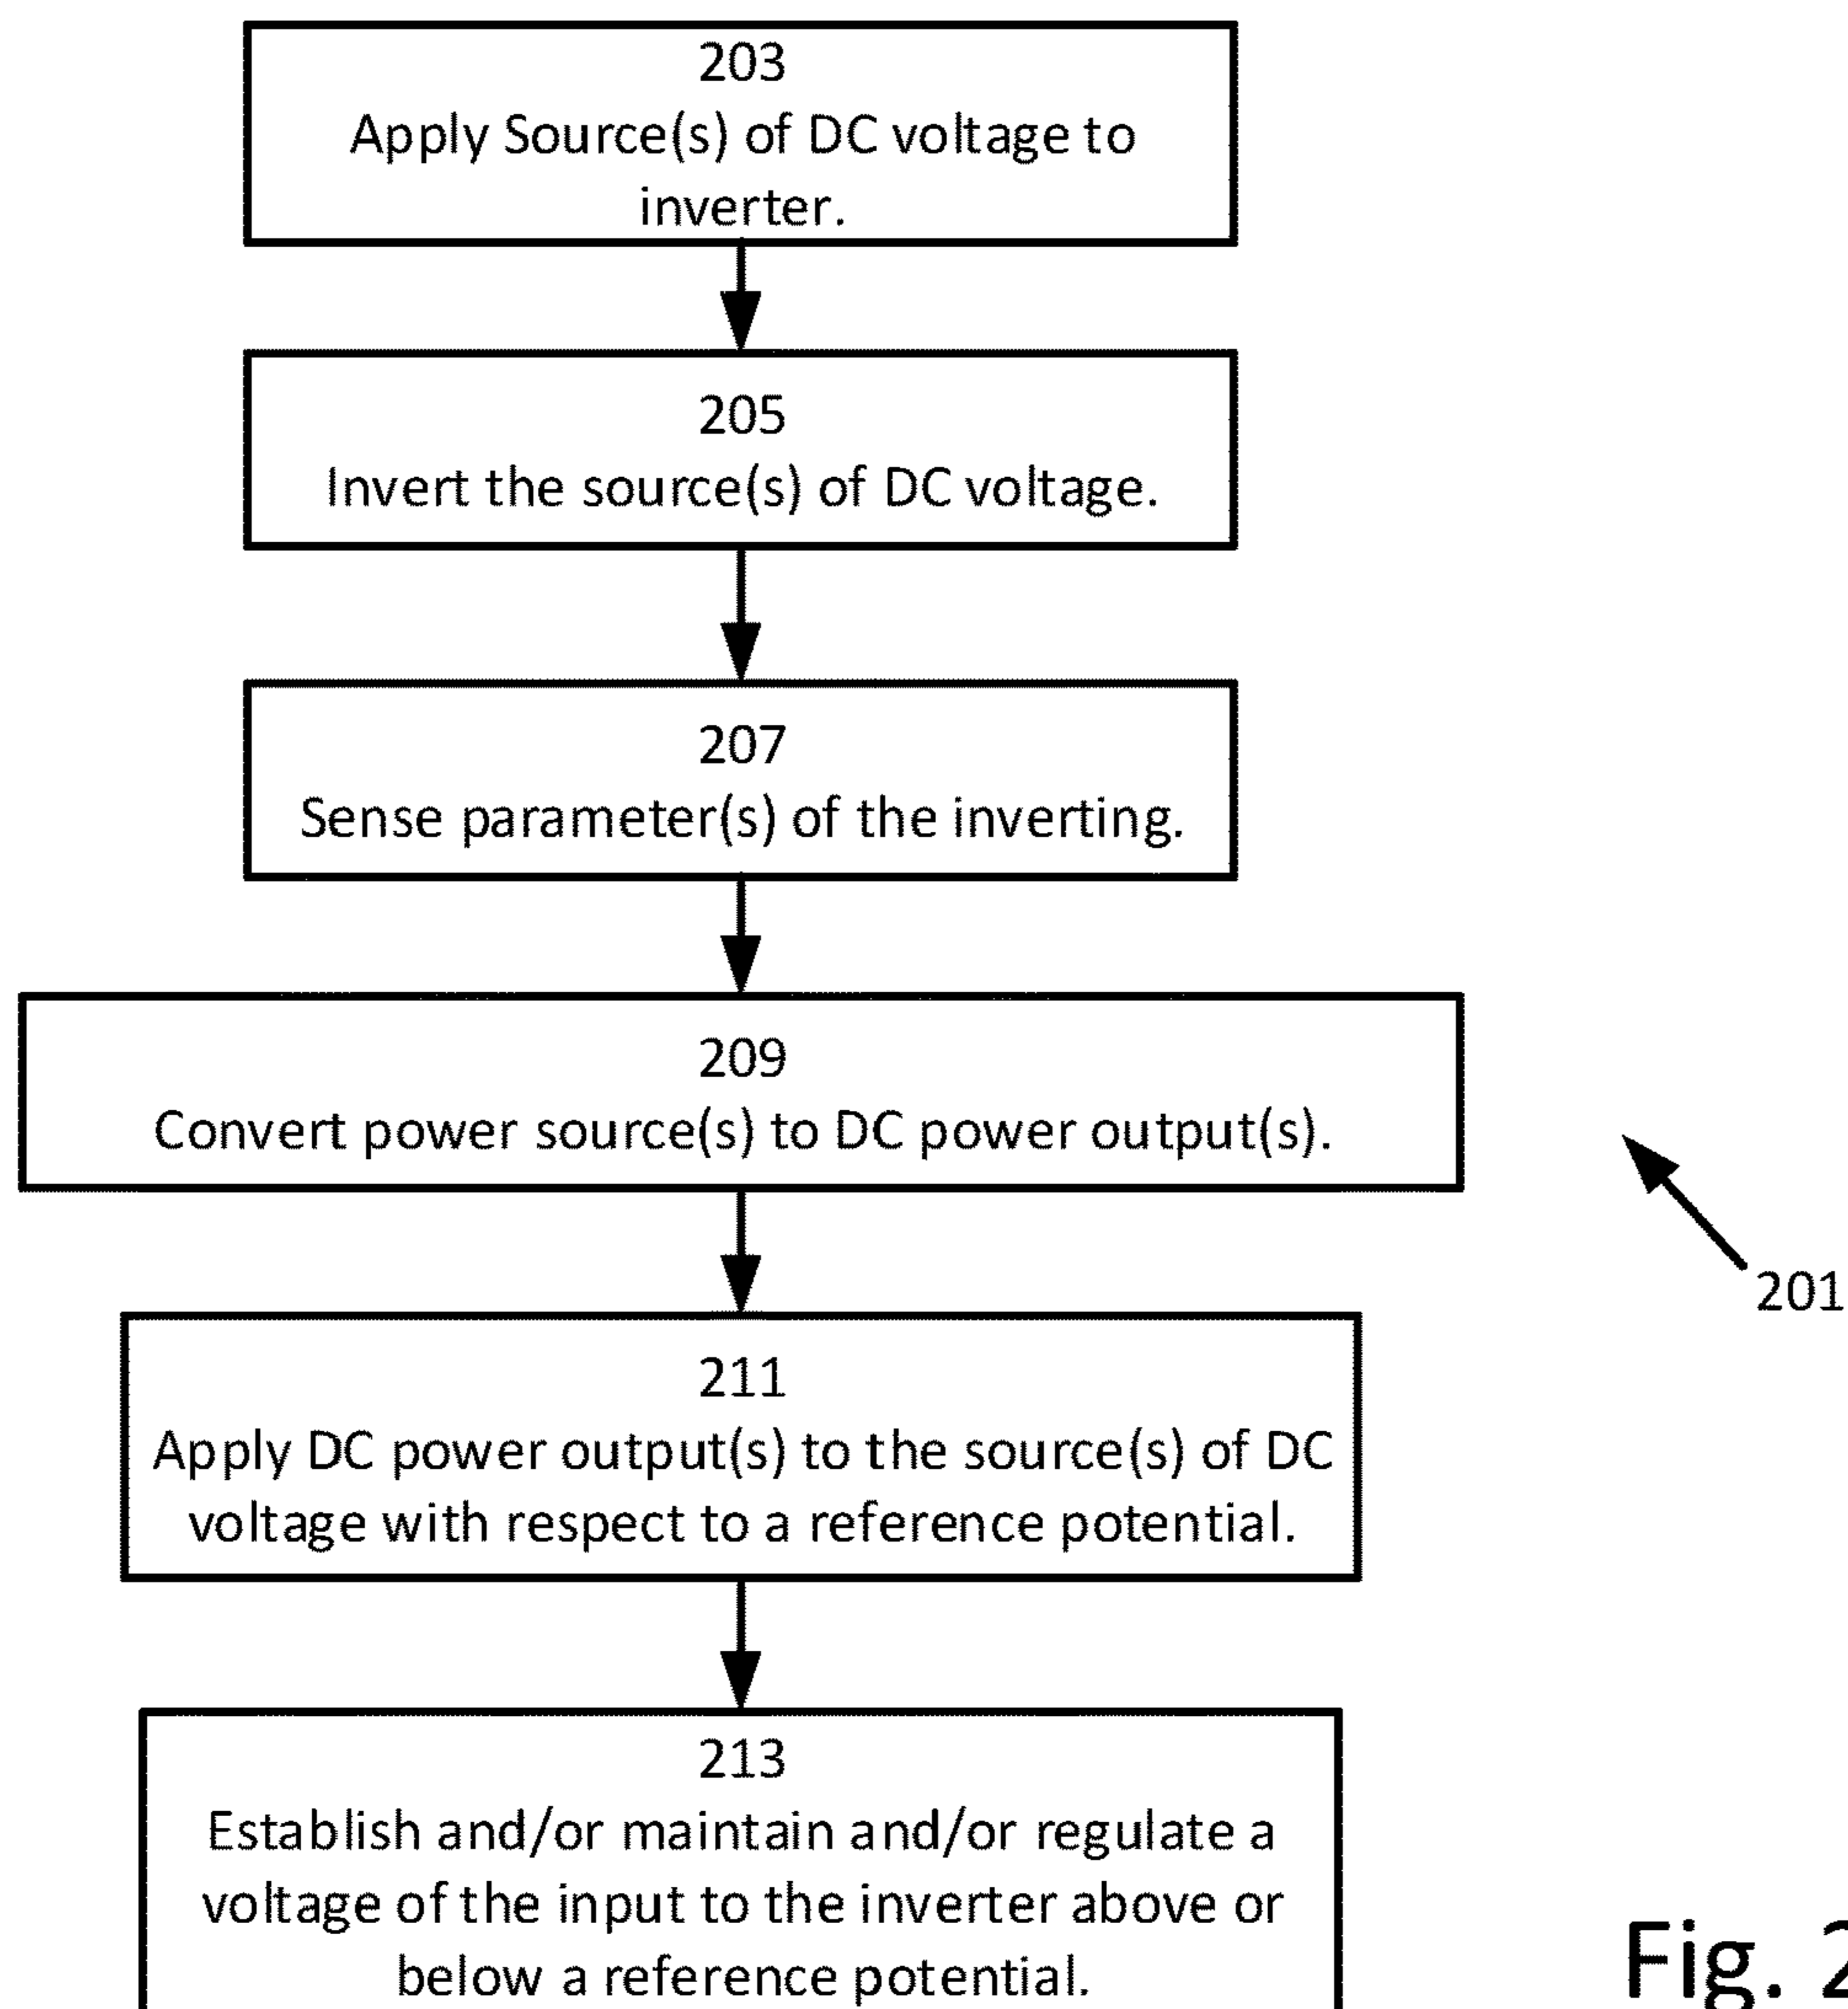 203
Apply Source(s) of DC voltage to
inverter.
205
Invert the source(s) of DC voltage.
207
Sense parameter(s) of the inverting.
209
Convert power source(s) to DC power output(s).
201
211
Apply DC power output(s) to the source(s) of DC
voltage with respect to a reference potential.
213
Establish and/or maintain and/or regulate a
voltage of the input to the inverter above or
below a reference potential.
Fig. 2